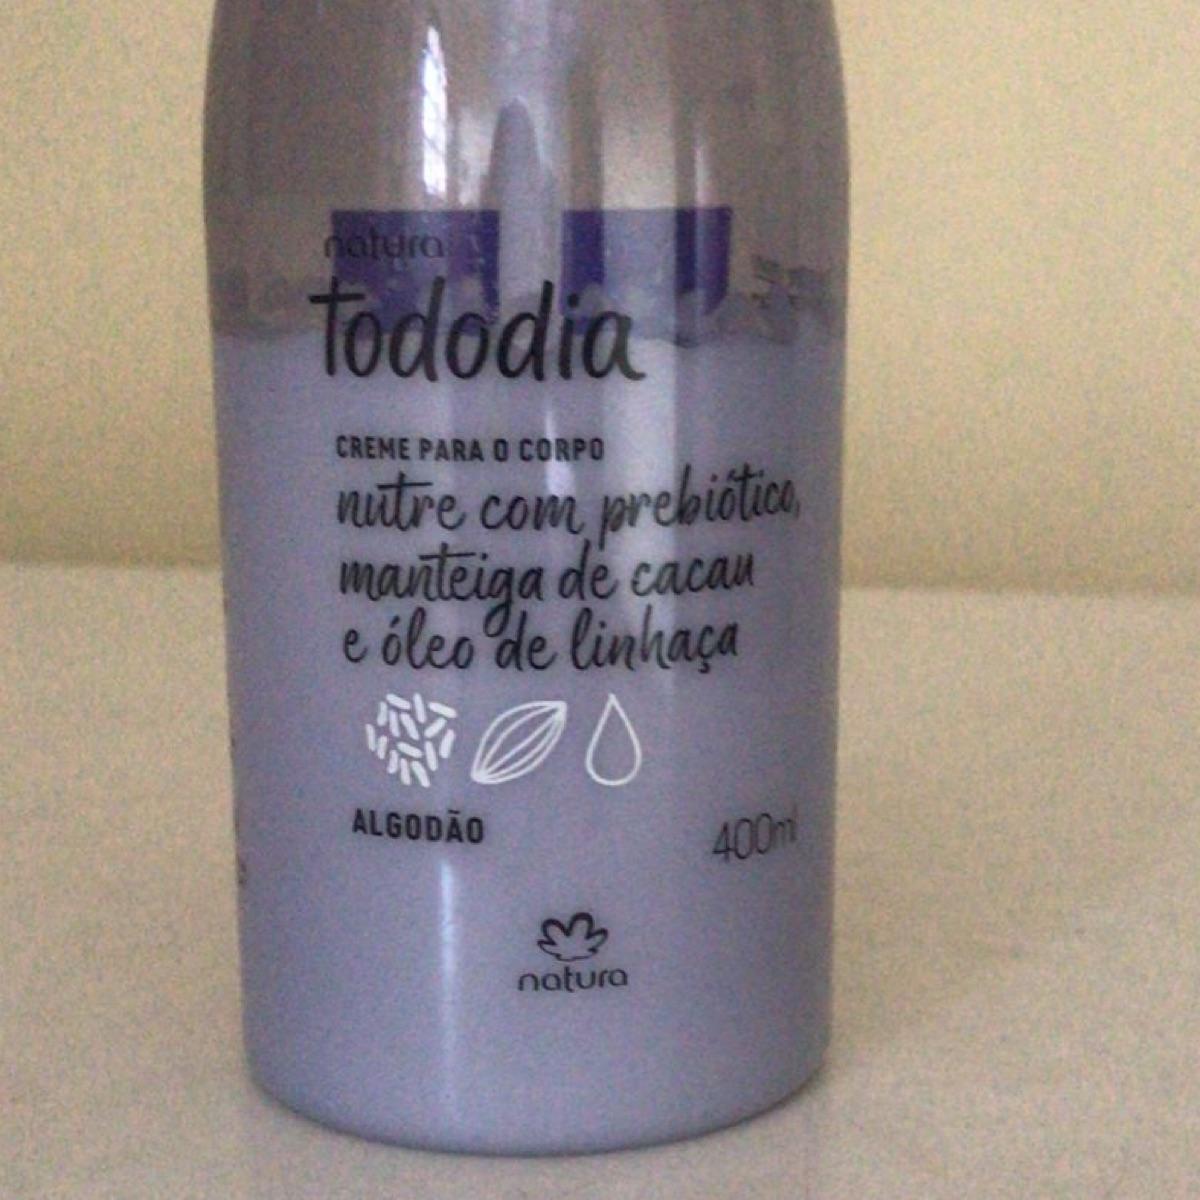 natura
tododia
CREME PARA O CORPO
nutre com prebiótico,
manteiga de cacau
e óleo de linhaça
ALGODÃO
400ml
natura